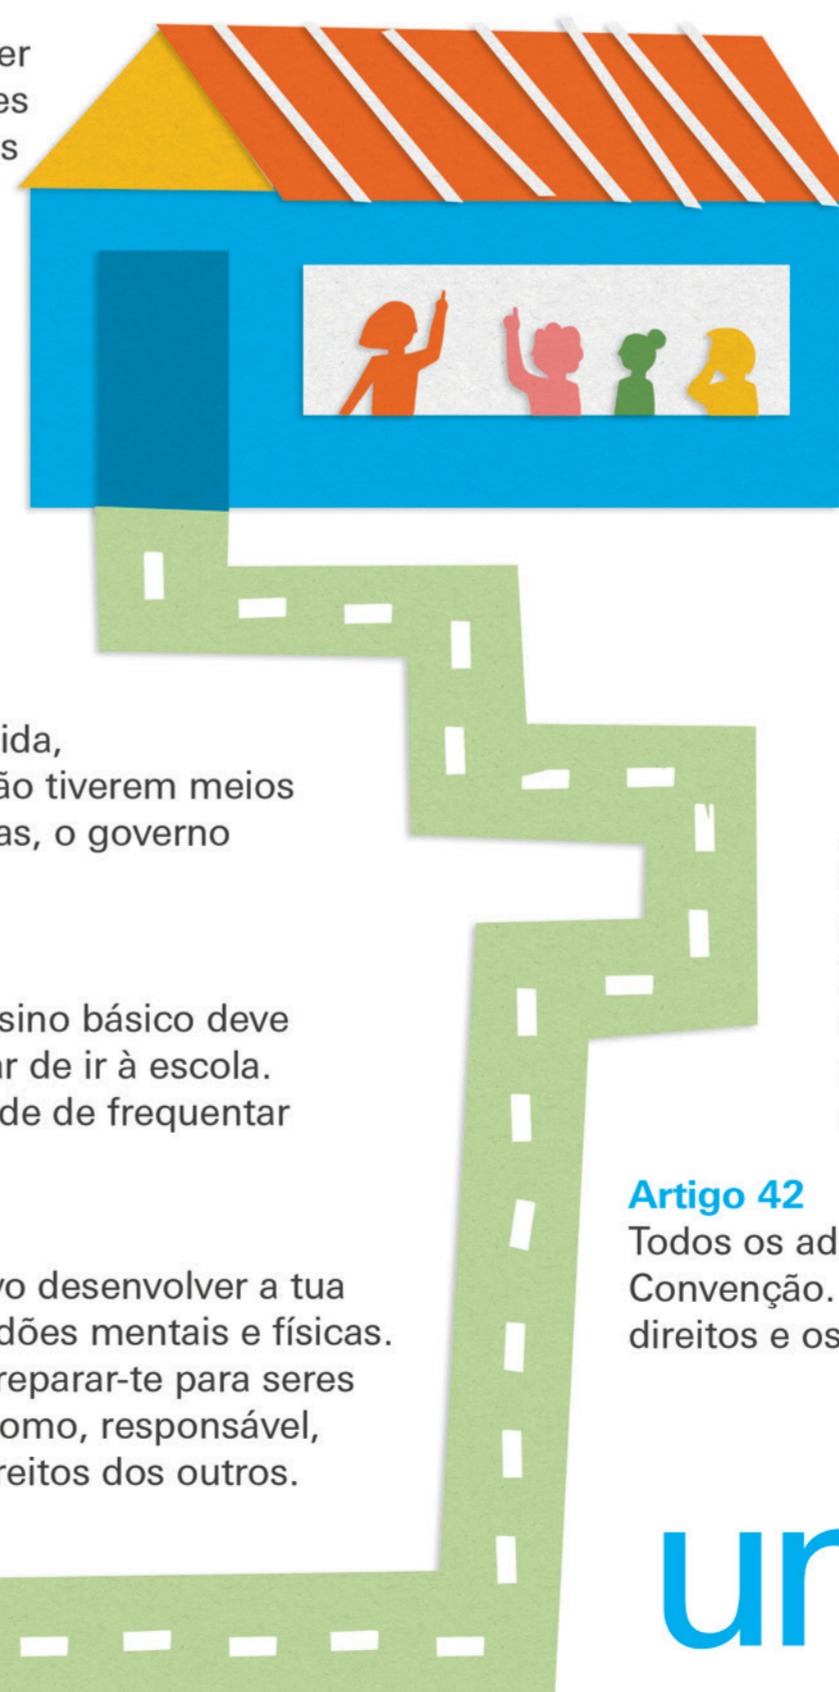 er
es
s
ida,
ão tiverem meios
as, o governo
sino básico deve
ar de ir à escola.
de de frequentar
vo desenvolver a tua
dões mentais e físicas.
reparar-te para seres
omo, responsável,
reitos dos outros.
Artigo 42
Todos os ad
Convenção.
direitos e os
un